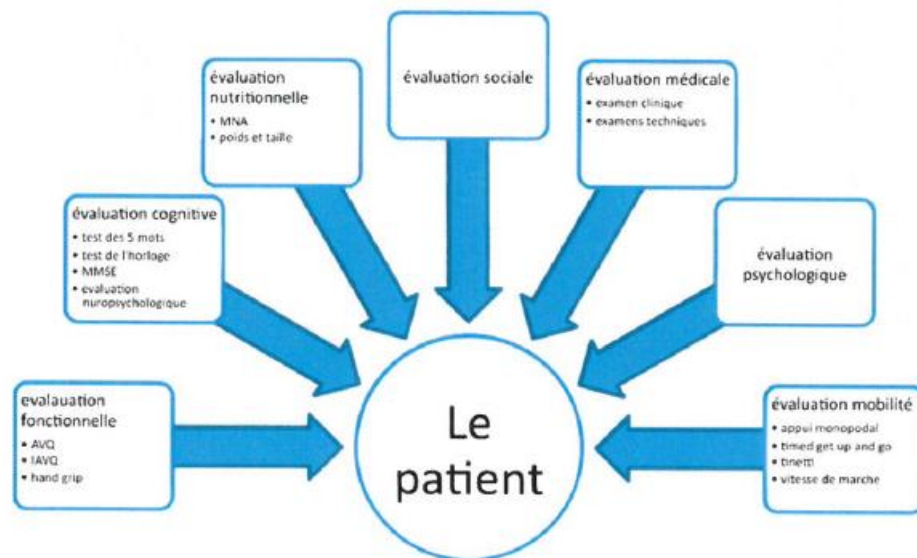 évaluation sociale
évaluation
nutritionnelle
• MNA
• poids et taille
évaluation médicale
• examen clinique
• examens techniques
évaluation cognitive
• test des 5 mots
• test de l'horloge
• MMSE
• evaluation
nuropsychologique
évaluation
psychologique
evalauation
fonctionnelle
• AVQ
• IAVQ
• hand grip
Le
patient
évaluation mobilité
• appui monopodal
• timed get up and go
• tinetti
• vitesse de marche